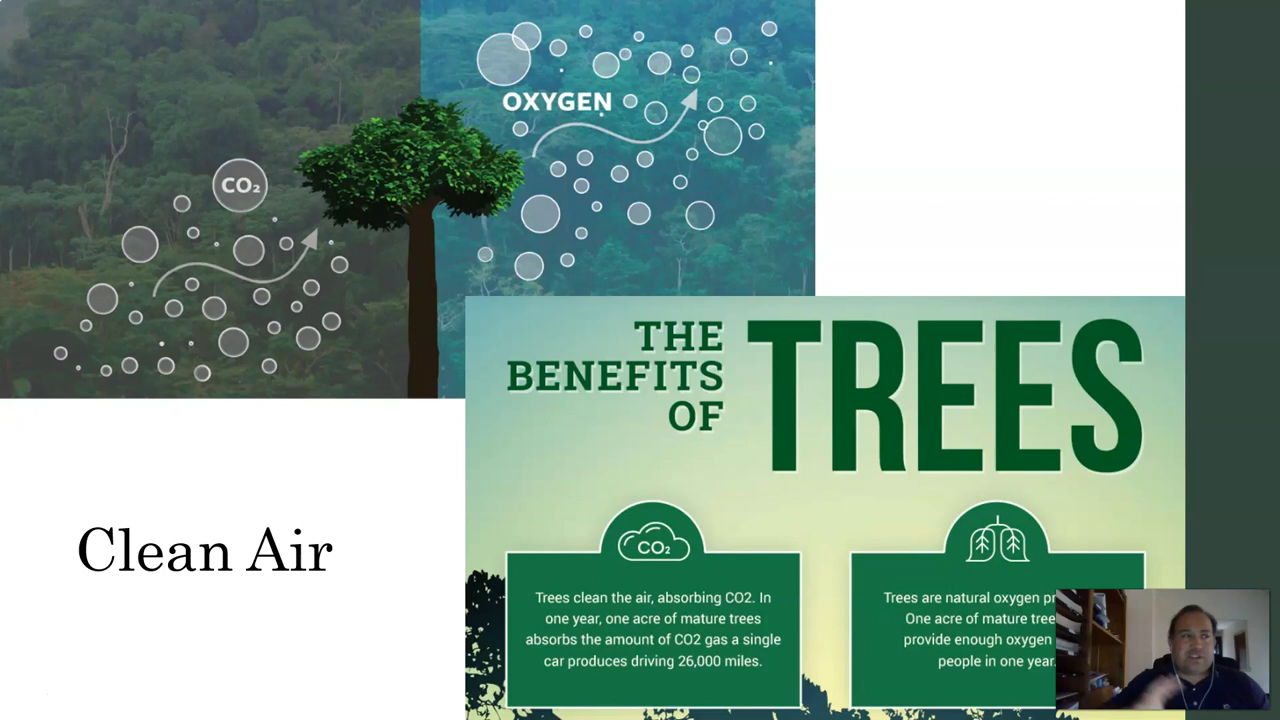 OXYGEN
CO₂
THE
BENEFITS
OF
TREES
Clean Air
CO₂
Trees clean the air, absorbing CO2. In
one year, one acre of mature trees
absorbs the amount of CO2 gas a single
car produces driving 26,000 miles.
Trees are natural oxygen
One acre of mature
provide enough oxygen
people in one year.